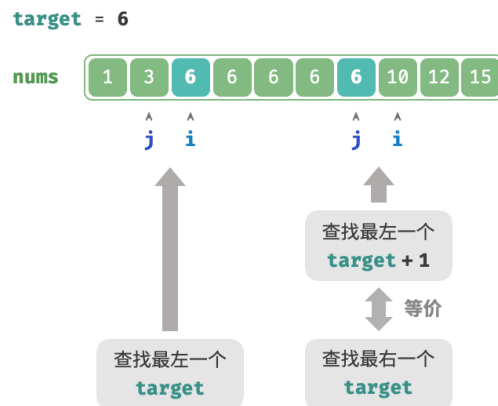 target = 6
nums 1 3 6 6 6 6 6 10 12 15
j i j i
查找最左一个
target + 1
等价
查找最左一个
target
查找最右一个
target